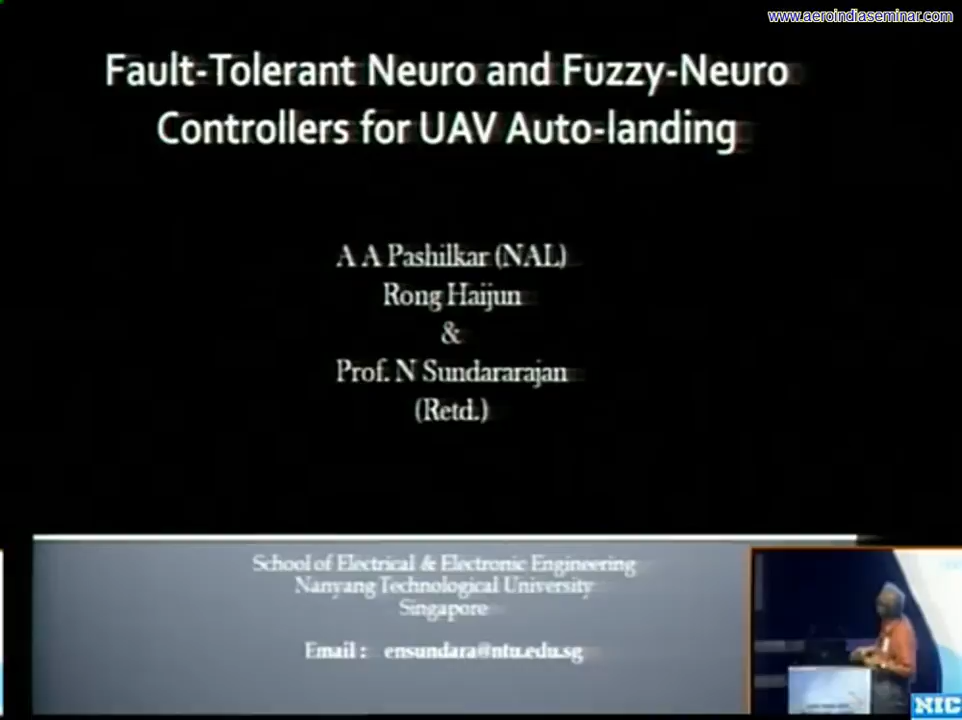 www.aeroindiaseminar.com
Fault-Tolerant Neuro and Fuzzy-Neuro
Controllers for UAV Auto-landing
A A Pashilkar (NAL)
Rong Haijun
&
Prof. N Sundararajan
(Retd.)
School of Electrical & Electronic Engineering
Nanyang Technological University
Singapore
Email : ensundara@ntu.edu.sg
NIC